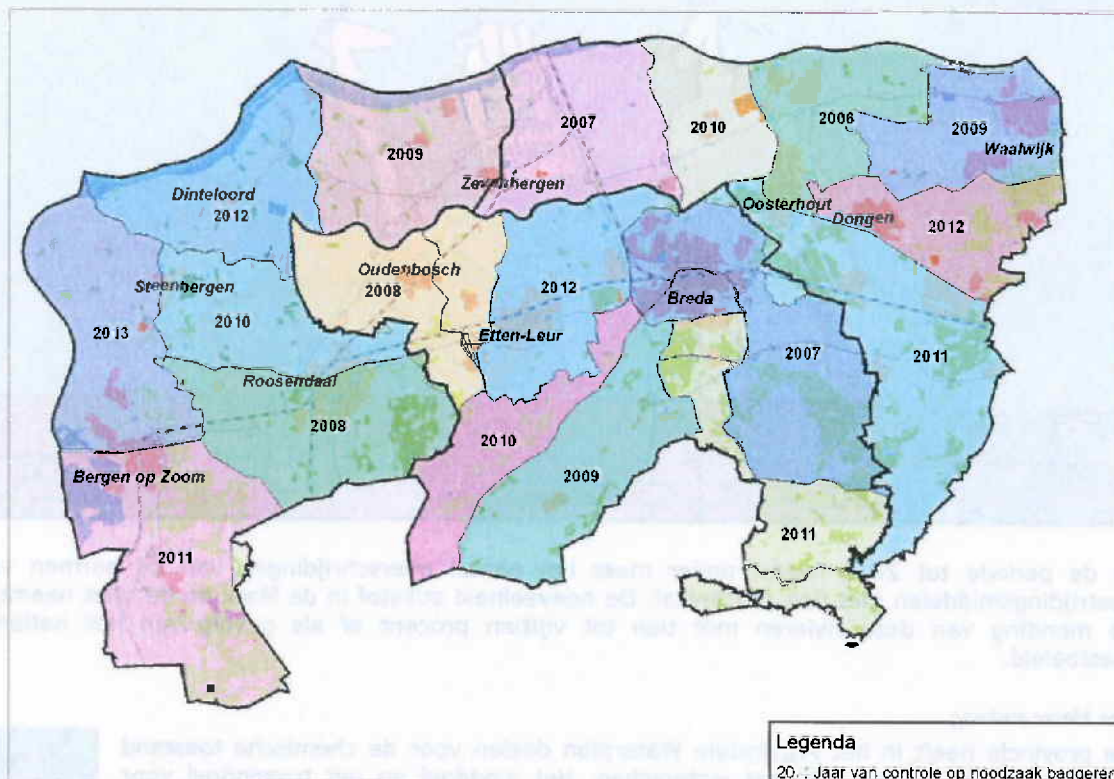 2007
2010
2006
2009
2009
Waalwijk
Zevenbergen
Dinteloord
2012
Oosterhout
Dongen
2012
Oudenbosch
2008
2012
Steenbergen
2010
Breda
2013
Etten-Leur
2007
2011
Roosendaal
2008
2010
2009
Bergen op Zoom
2011
2011
Legenda
20.: Jaar van controle op noodzaak baggeren